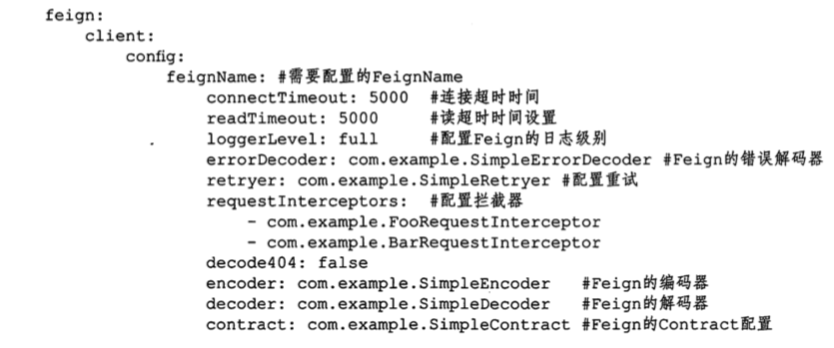 feign:
client:
config:
feignName: #需要配置的FeignName
connectTimeout: 5000 #连接超时时间
readTimeout: 5000 #读超时时间设置
loggerLevel: full #配置Feign的日志级别
errorDecoder: com.example.SimpleErrorDecoder #Feign的错误解码器
retryer: com.example.SimpleRetryer #配置重试
requestInterceptors: #配置拦截器
- com.example.FooRequestInterceptor
- com.example.BarRequestInterceptor
decode404: false
encoder: com.example.SimpleEncoder #Feign的编码器
decoder: com.example.SimpleDecoder #Feign的解码器
contract: com.example.SimpleContract #Feign的Contract配置